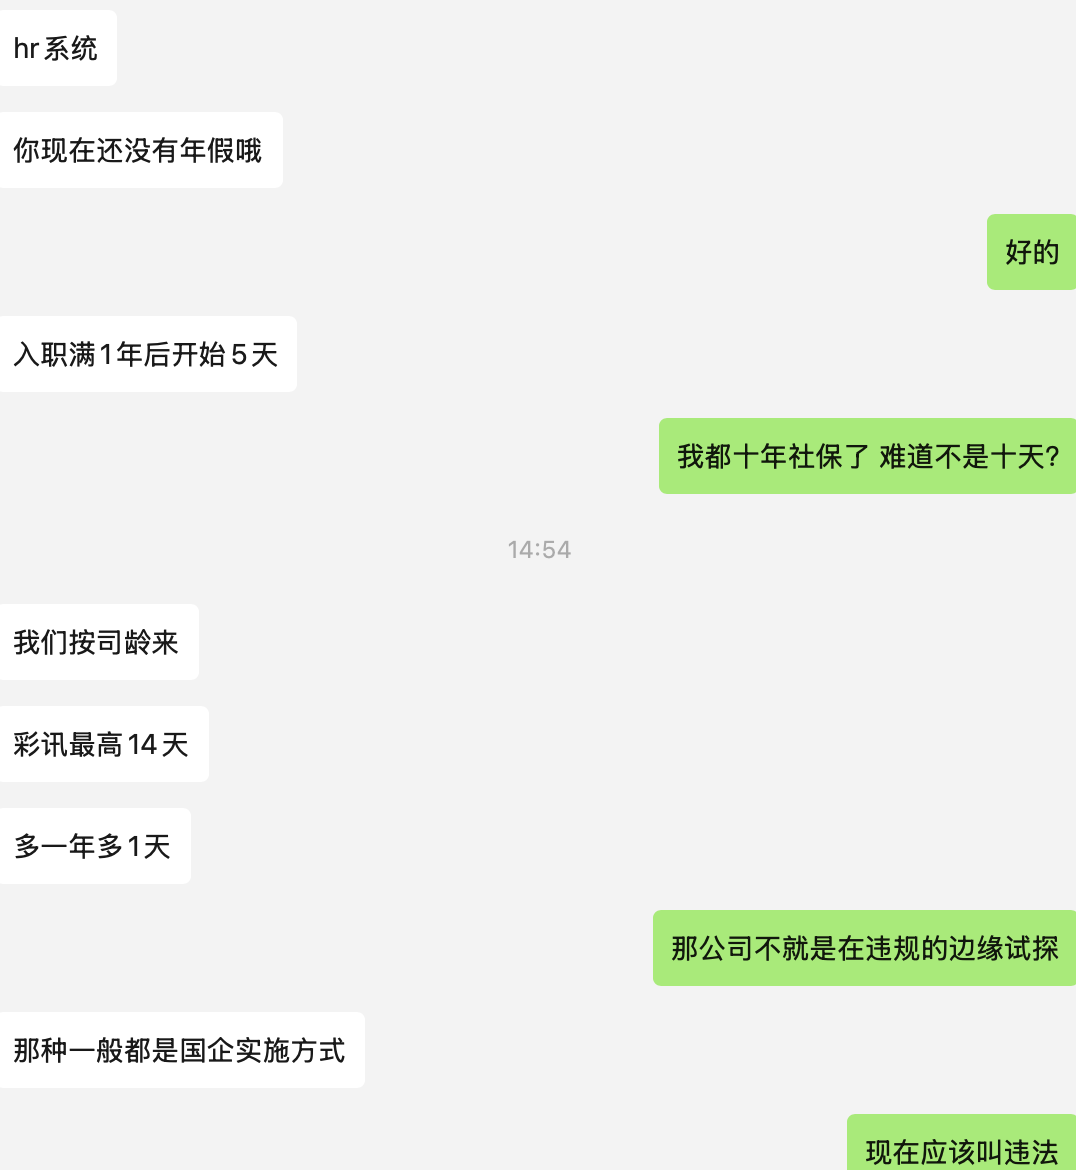 hr系统
你现在还没有年假哦
好的
入职满1年后开始5天
我都十年社保了 难道不是十天?
14:54
我们按司龄来
彩讯最高14天
多一年多1天
那公司不就是在违规的边缘试探
那种一般都是国企实施方式
现在应该叫违法